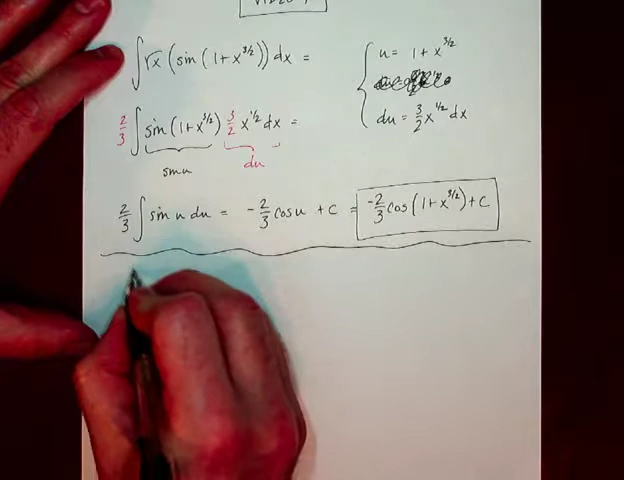 ∫√x (sin(1+x^3/2)) dx =
{ u = 1 + x^3/2
du = 3/2 x^1/2 dx
2/3 ∫ sin(1+x^3/2) 3/2 x^1/2 dx =
sin u
du
2/3 ∫ sin u du = -2/3 cos u + C = -2/3 cos(1+x^3/2) + C